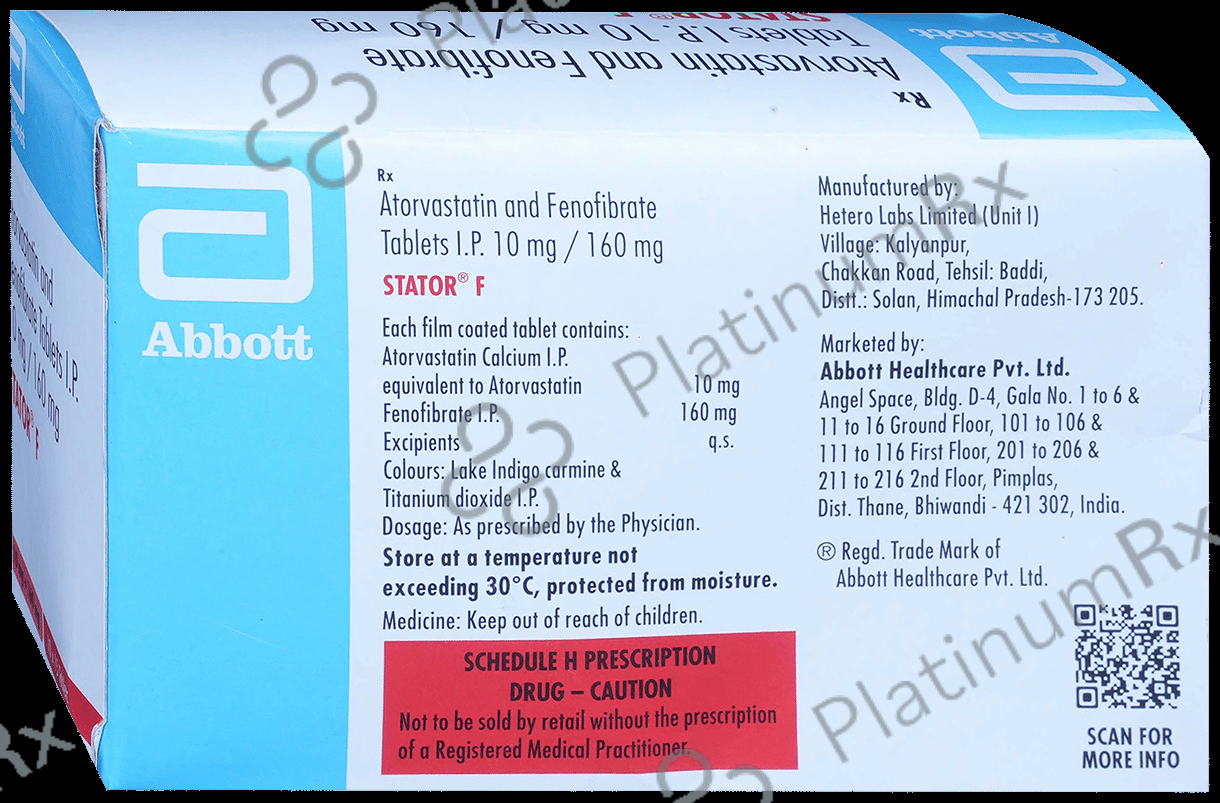 STATOR® F
Tablets I.P. 10 mg / 160 mg
Atorvastatin and Fenofibrate
Rx
Abbott
Abbott
Rx
Atorvastatin and Fenofibrate
Tablets I.P. 10 mg / 160 mg
STATOR® F
Each film coated tablet contains:
Atorvastatin Calcium I.P.
equivalent to Atorvastatin 10 mg
Fenofibrate I.P. 160 mg
Excipients q.s.
Colours: Lake Indigo carmine &
Titanium dioxide I.P.
Dosage: As prescribed by the Physician.
Store at a temperature not
exceeding 30°C, protected from moisture.
Medicine: Keep out of reach of children.
SCHEDULE H PRESCRIPTION
DRUG – CAUTION
Not to be sold by retail without the prescription
of a Registered Medical Practitioner.
Manufactured by:
Hetero Labs Limited (Unit I)
Village: Kalyanpur,
Chakkan Road, Tehsil: Baddi,
Distt.: Solan, Himachal Pradesh-173 205.
Marketed by:
Abbott Healthcare Pvt. Ltd.
Angel Space, Bldg. D-4, Gala No. 1 to 6 &
11 to 16 Ground Floor, 101 to 106 &
111 to 116 First Floor, 201 to 206 &
211 to 216 2nd Floor, Pimplas,
Dist. Thane, Bhiwandi - 421 302, India.
® Regd. Trade Mark of
Abbott Healthcare Pvt. Ltd.
SCAN FOR
MORE INFO
and
Tablets I.P.
mg / 160 mg
F
PlatinumRx
PlatinumRx